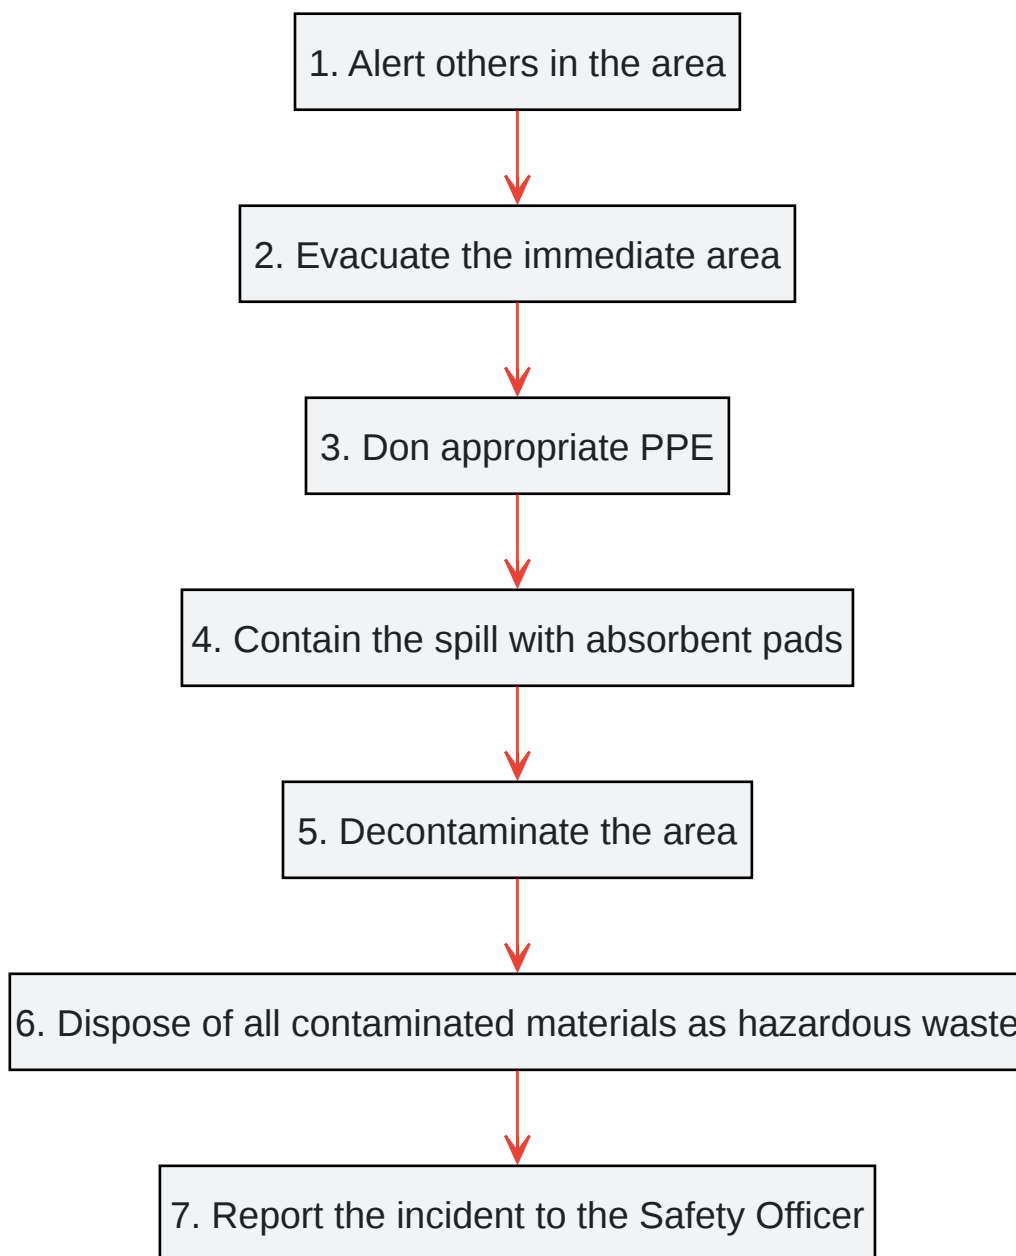 1. Alert others in the area
2. Evacuate the immediate area
3. Don appropriate PPE
4. Contain the spill with absorbent pads
5. Decontaminate the area
6. Dispose of all contaminated materials as hazardous waste
7. Report the incident to the Safety Officer